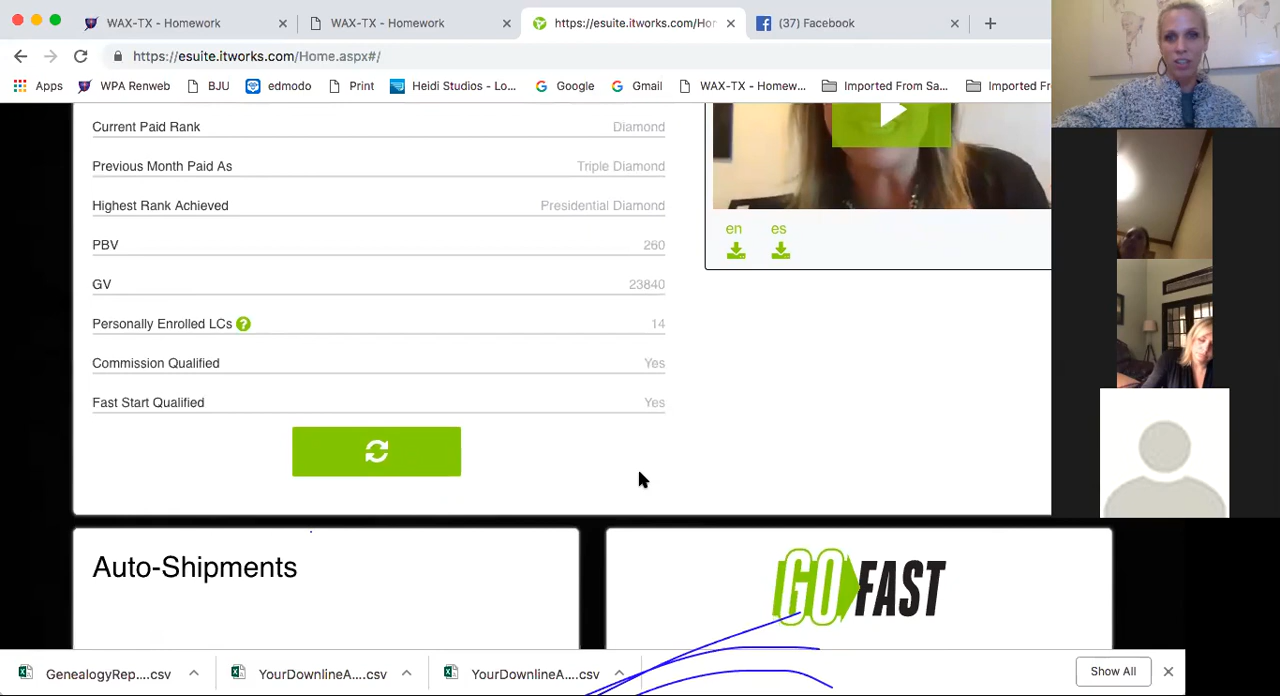 WAX-TX - Homework
WAX-TX - Homework
https://esuite.itworks.com/Hor
(37) Facebook
https://esuite.itworks.com/Home.aspx#/
Apps
WPA Renweb
BJU
edmodo
Print
Heidi Studios - Lo...
Google
Gmail
WAX-TX - Homew...
Imported From Sa...
Imported Fr
Current Paid Rank Diamond
Previous Month Paid As Triple Diamond
Highest Rank Achieved Presidential Diamond
PBV 260
GV 23840
Personally Enrolled LCs ? 14
Commission Qualified Yes
Fast Start Qualified Yes
en es
Auto-Shipments
GO FAST
GenealogyRep....csv
YourDownlineA....csv
YourDownlineA....csv
Show All